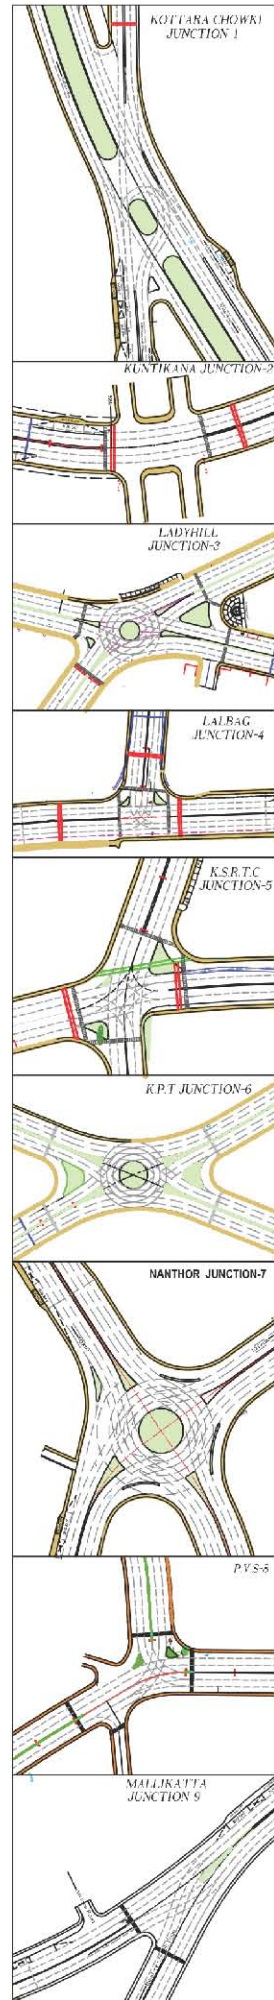 KOTTARA CHOWKI
JUNCTION 1
KUNTIKANA JUNCTION-2
LADYHILL
JUNCTION-3
LALBAG
JUNCTION-4
K.S.R.T.C
JUNCTION-5
K.P.T JUNCTION-6
NANTHOR JUNCTION-7
P.V.S-8
MALLIKATTA
JUNCTION 9